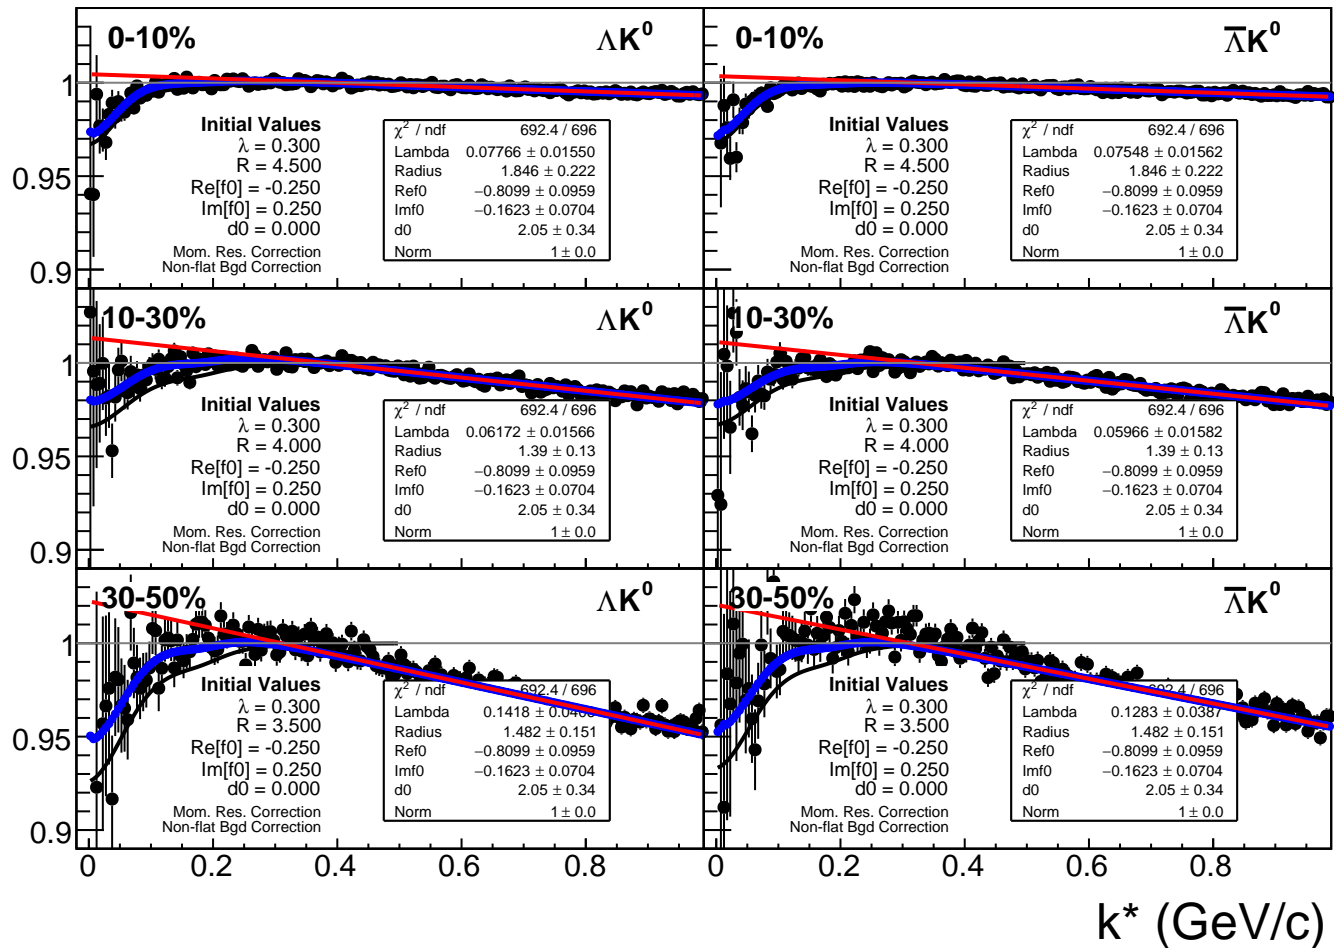 0-10%
ΛK⁰
1
0.95
0.9
Initial Values
λ = 0.300
R = 4.500
Re[f0] = -0.250
Im[f0] = 0.250
d0 = 0.000
Mom. Res. Correction
Non-flat Bgd Correction
χ² / ndf 692.4 / 696
Lambda 0.07766 ± 0.01550
Radius 1.846 ± 0.222
Ref0 −0.8099 ± 0.0959
Imf0 −0.1623 ± 0.0704
d0 2.05 ± 0.34
Norm 1 ± 0.0
0-10%
Λ̅K⁰
Initial Values
λ = 0.300
R = 4.500
Re[f0] = -0.250
Im[f0] = 0.250
d0 = 0.000
Mom. Res. Correction
Non-flat Bgd Correction
χ² / ndf 692.4 / 696
Lambda 0.07548 ± 0.01562
Radius 1.846 ± 0.222
Ref0 −0.8099 ± 0.0959
Imf0 −0.1623 ± 0.0704
d0 2.05 ± 0.34
Norm 1 ± 0.0
10-30%
ΛK⁰
1
0.95
0.9
Initial Values
λ = 0.300
R = 4.000
Re[f0] = -0.250
Im[f0] = 0.250
d0 = 0.000
Mom. Res. Correction
Non-flat Bgd Correction
χ² / ndf 692.4 / 696
Lambda 0.06172 ± 0.01566
Radius 1.39 ± 0.13
Ref0 −0.8099 ± 0.0959
Imf0 −0.1623 ± 0.0704
d0 2.05 ± 0.34
Norm 1 ± 0.0
10-30%
Λ̅K⁰
Initial Values
λ = 0.300
R = 4.000
Re[f0] = -0.250
Im[f0] = 0.250
d0 = 0.000
Mom. Res. Correction
Non-flat Bgd Correction
χ² / ndf 692.4 / 696
Lambda 0.05966 ± 0.01582
Radius 1.39 ± 0.13
Ref0 −0.8099 ± 0.0959
Imf0 −0.1623 ± 0.0704
d0 2.05 ± 0.34
Norm 1 ± 0.0
30-50%
ΛK⁰
1
0.95
0.9
Initial Values
λ = 0.300
R = 3.500
Re[f0] = -0.250
Im[f0] = 0.250
d0 = 0.000
Mom. Res. Correction
Non-flat Bgd Correction
χ² / ndf 692.4 / 696
Lambda 0.1418 ±
Radius 1.482 ± 0.151
Ref0 −0.8099 ± 0.0959
Imf0 −0.1623 ± 0.0704
d0 2.05 ± 0.34
Norm 1 ± 0.0
30-50%
Λ̅K⁰
Initial Values
λ = 0.300
R = 3.500
Re[f0] = -0.250
Im[f0] = 0.250
d0 = 0.000
Mom. Res. Correction
Non-flat Bgd Correction
χ² / ndf 692.4 / 696
Lambda 0.1283 ± 0.0387
Radius 1.482 ± 0.151
Ref0 −0.8099 ± 0.0959
Imf0 −0.1623 ± 0.0704
d0 2.05 ± 0.34
Norm 1 ± 0.0
0 0.2 0.4 0.6 0.8 0 0.2 0.4 0.6 0.8
k* (GeV/c)